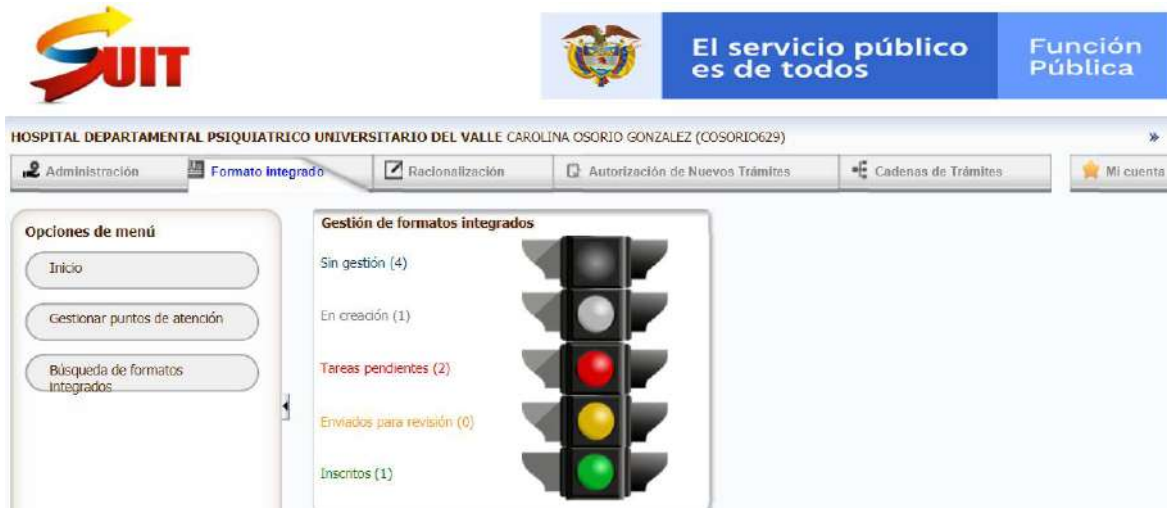 SUIT
El servicio público
es de todos
Función
Pública
HOSPITAL DEPARTAMENTAL PSIQUIATRICO UNIVERSITARIO DEL VALLE CAROLINA OSORIO GONZALEZ (COSORIO629)
Administración
Formato integrado
Racionalización
Autorización de Nuevos Trámites
Cadenas de Trámites
Mi cuenta
Opciones de menú
Inicio
Gestionar puntos de atención
Búsqueda de formatos
integrados
Gestión de formatos integrados
Sin gestión (4)
En creación (1)
Tareas pendientes (2)
Enviados para revisión (0)
Inscritos (1)